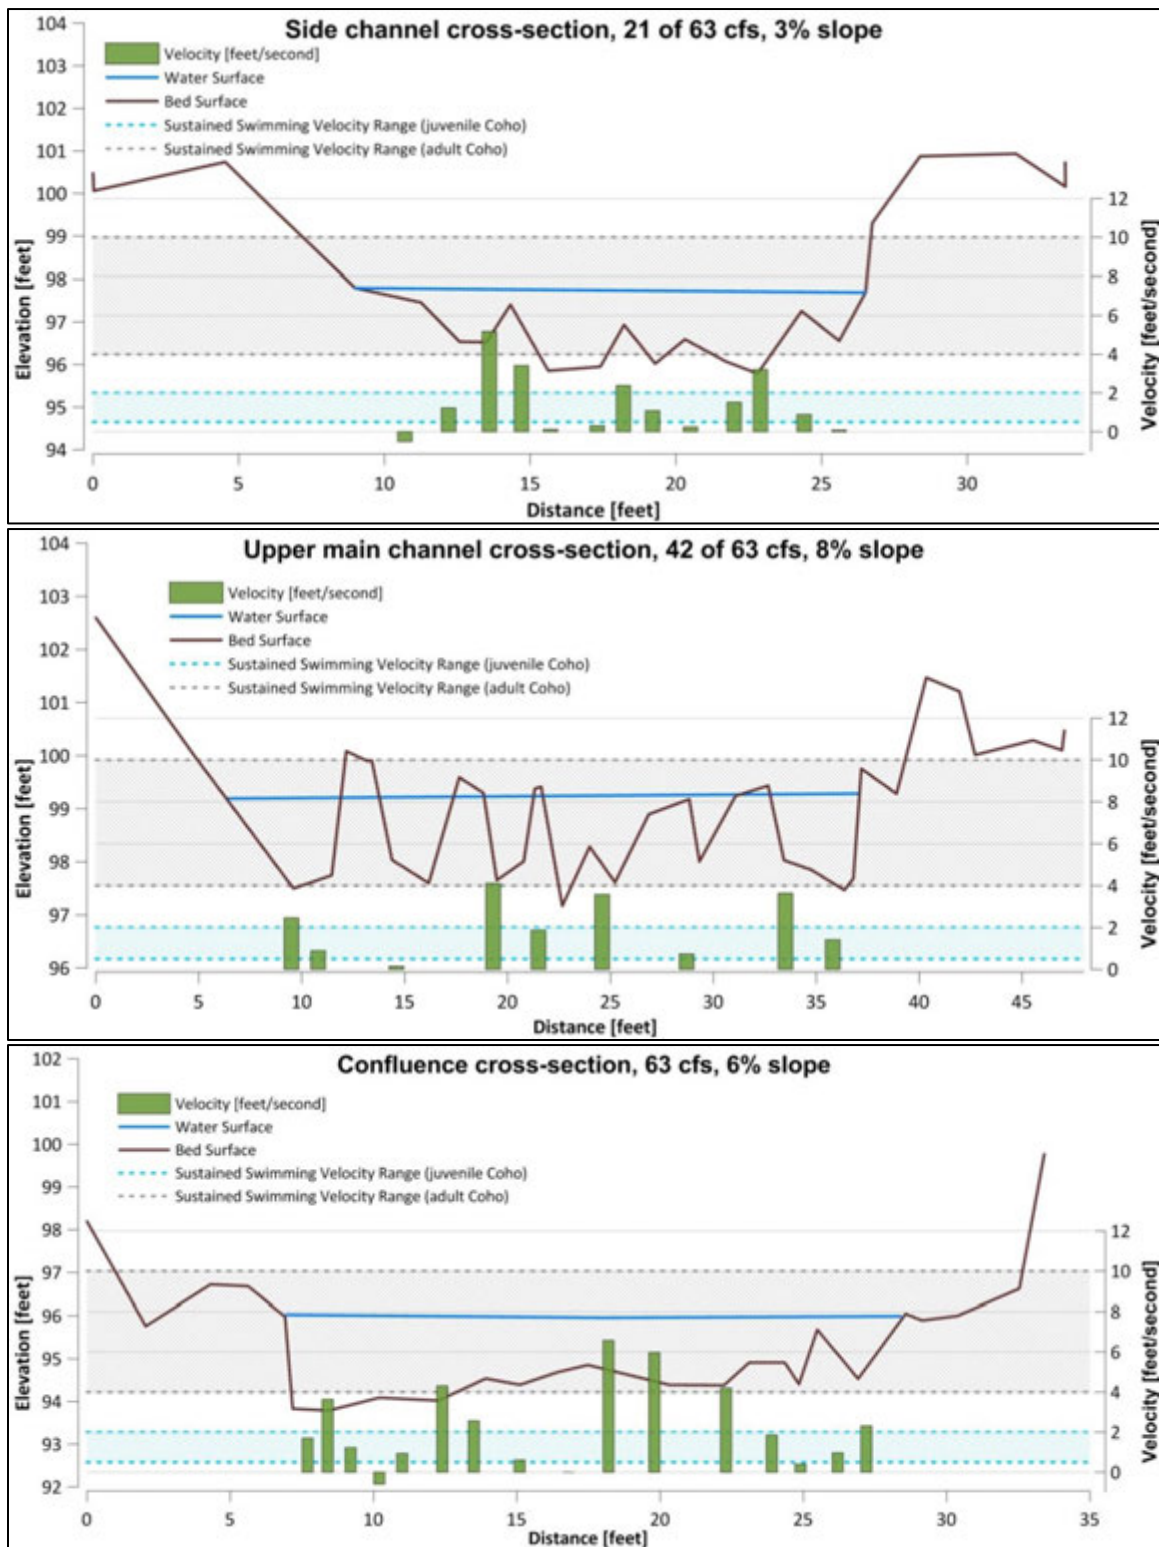 Side channel cross-section, 21 of 63 cfs, 3% slope
Velocity [feet/second]
Water Surface
Bed Surface
Sustained Swimming Velocity Range (juvenile Coho)
Sustained Swimming Velocity Range (adult Coho)
104
103
102
101
100
99
98
97
96
95
94
Elevation [feet]
12
10
8
6
4
2
0
Velocity [feet/second]
0 5 10 15 20 25 30
Distance [feet]
Upper main channel cross-section, 42 of 63 cfs, 8% slope
Velocity [feet/second]
Water Surface
Bed Surface
Sustained Swimming Velocity Range (juvenile Coho)
Sustained Swimming Velocity Range (adult Coho)
104
103
102
101
100
99
98
97
96
Elevation [feet]
12
10
8
6
4
2
0
Velocity [feet/second]
0 5 10 15 20 25 30 35 40 45
Distance [feet]
Confluence cross-section, 63 cfs, 6% slope
Velocity [feet/second]
Water Surface
Bed Surface
Sustained Swimming Velocity Range (juvenile Coho)
Sustained Swimming Velocity Range (adult Coho)
102
101
100
99
98
97
96
95
94
93
92
Elevation [feet]
12
10
8
6
4
2
0
Velocity [feet/second]
0 5 10 15 20 25 30 35
Distance [feet]